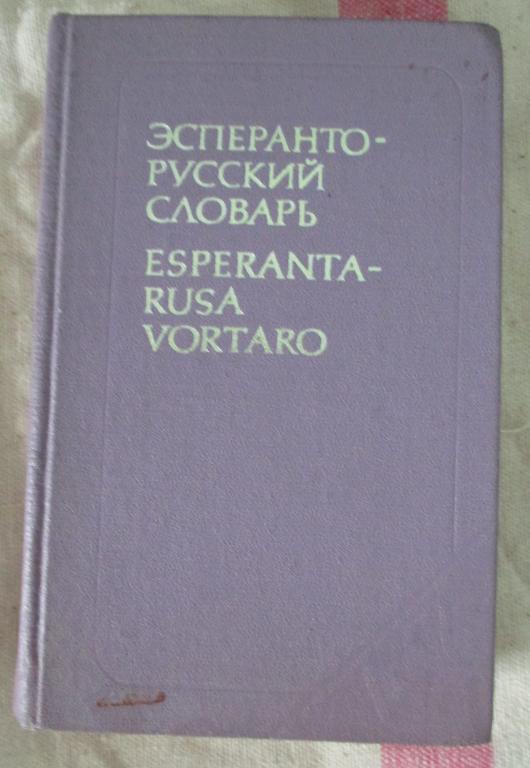 ЭСПЕРАНТО-
РУССКИЙ
СЛОВАРЬ
ESPERANTA-
RUSA
VORTARO